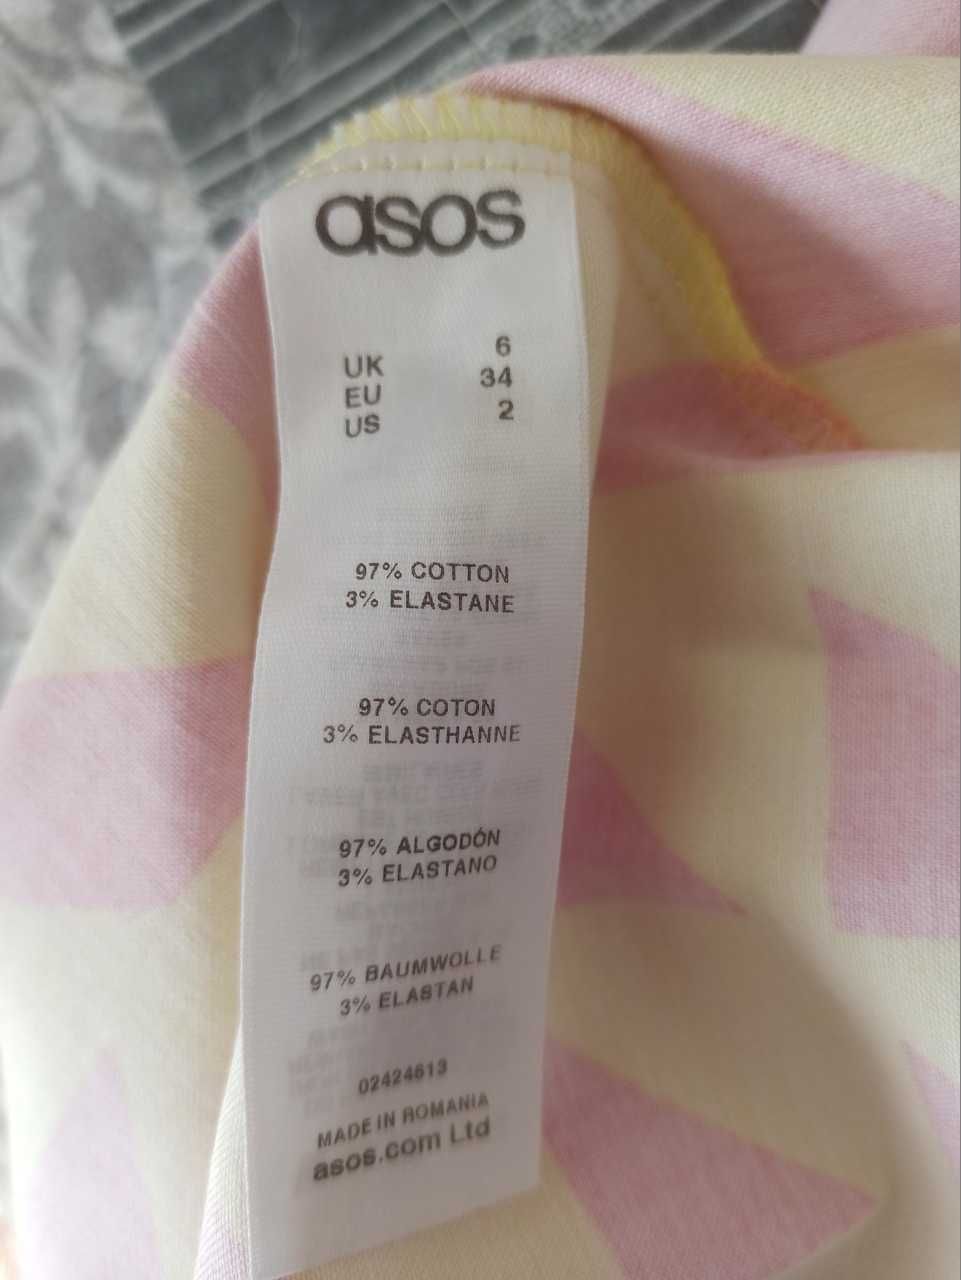 asos
UK 6
EU 34
US 2
97% COTTON
3% ELASTANE
97% COTON
3% ELASTHANNE
97% ALGODÓN
3% ELASTANO
97% BAUMWOLLE
3% ELASTAN
02424613
MADE IN ROMANIA
asos.com Ltd